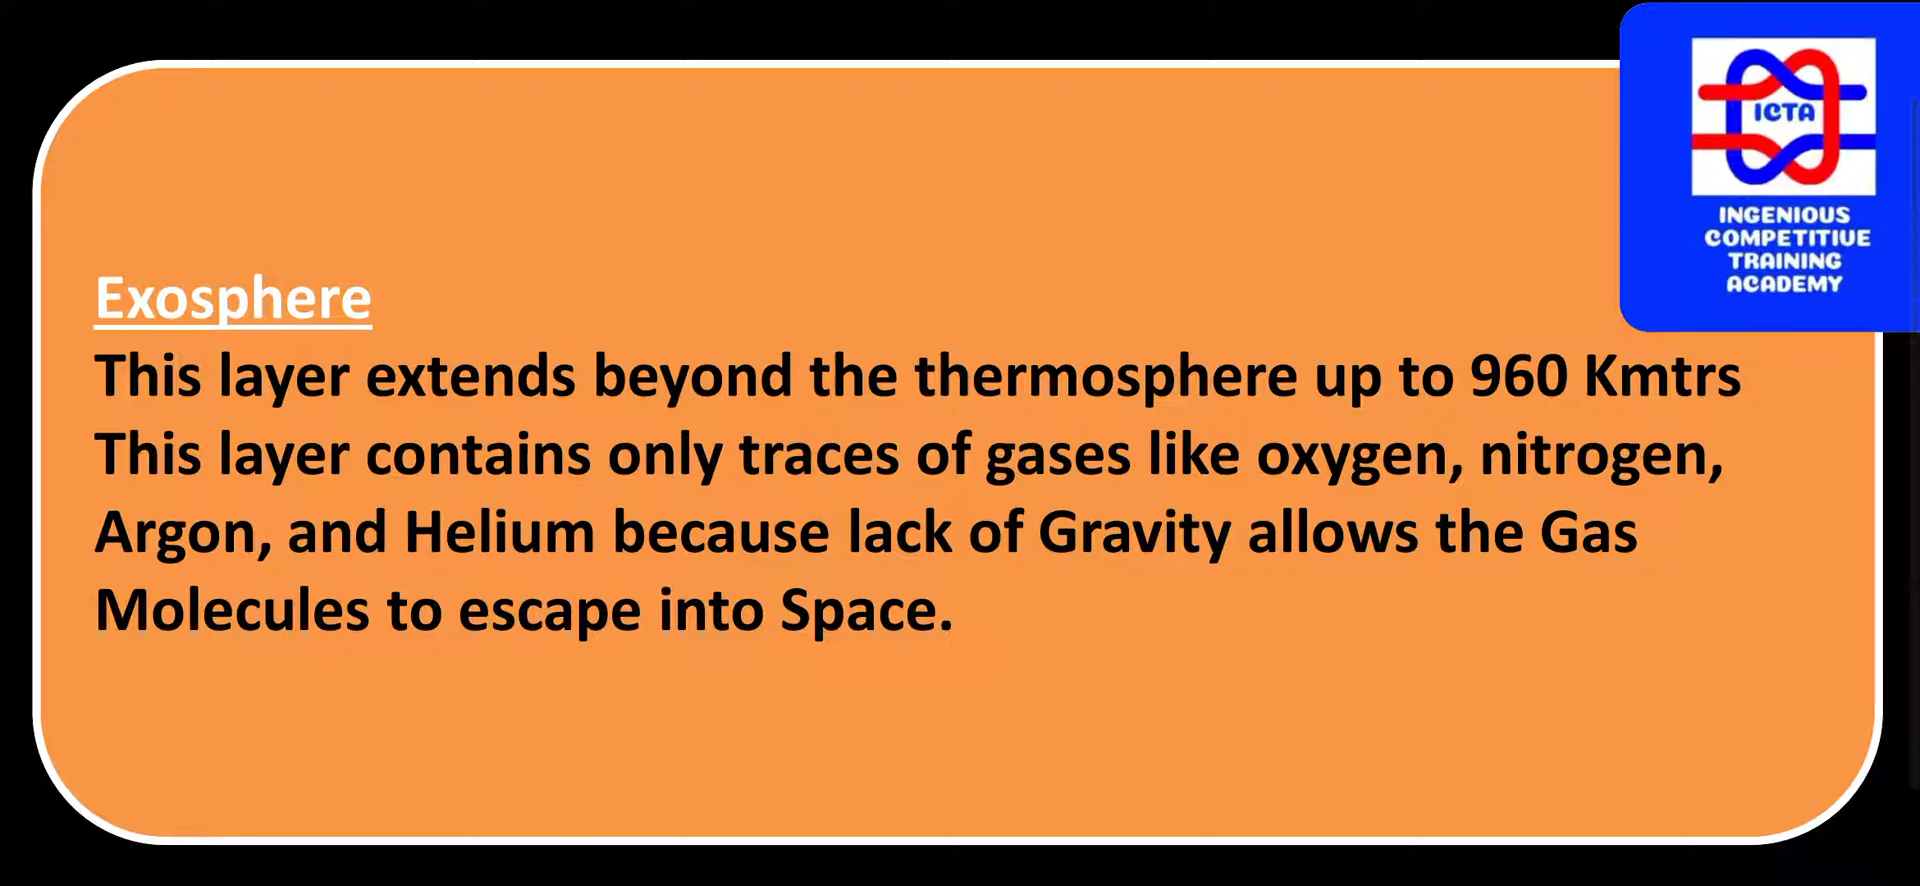 ICTA
INGENIOUS
COMPETITIVE
TRAINING
ACADEMY
Exosphere
This layer extends beyond the thermosphere up to 960 Kmtrs
This layer contains only traces of gases like oxygen, nitrogen,
Argon, and Helium because lack of Gravity allows the Gas
Molecules to escape into Space.